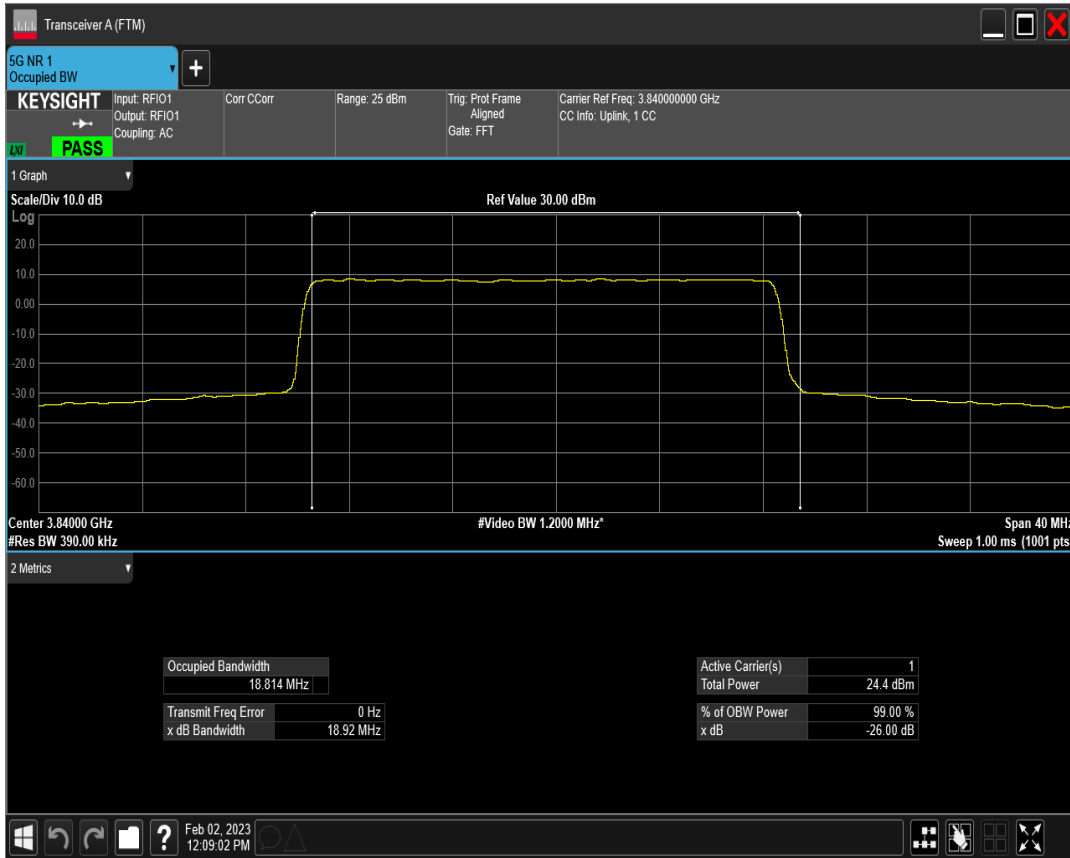 Transceiver A (FTM)
5G NR 1
Occupied BW
+
KEYSIGHT
LXI
PASS
Input: RFIO1
Output: RFIO1
Coupling: AC
Corr CCorr
Range: 25 dBm
Trig: Prot Frame
Aligned
Gate: FFT
Carrier Ref Freq: 3.840000000 GHz
CC Info: Uplink, 1 CC
1 Graph
Scale/Div 10.0 dB
Ref Value 30.00 dBm
Log
20.0
10.0
0.00
-10.0
-20.0
-30.0
-40.0
-50.0
-60.0
Center 3.84000 GHz
#Video BW 1.2000 MHz*
Span 40 MHz
#Res BW 390.00 kHz
Sweep 1.00 ms (1001 pts
2 Metrics
Occupied Bandwidth
18.814 MHz
Transmit Freq Error 0 Hz
x dB Bandwidth 18.92 MHz
Active Carrier(s) 1
Total Power 24.4 dBm
% of OBW Power 99.00 %
x dB -26.00 dB
?
Feb 02, 2023
12:09:02 PM